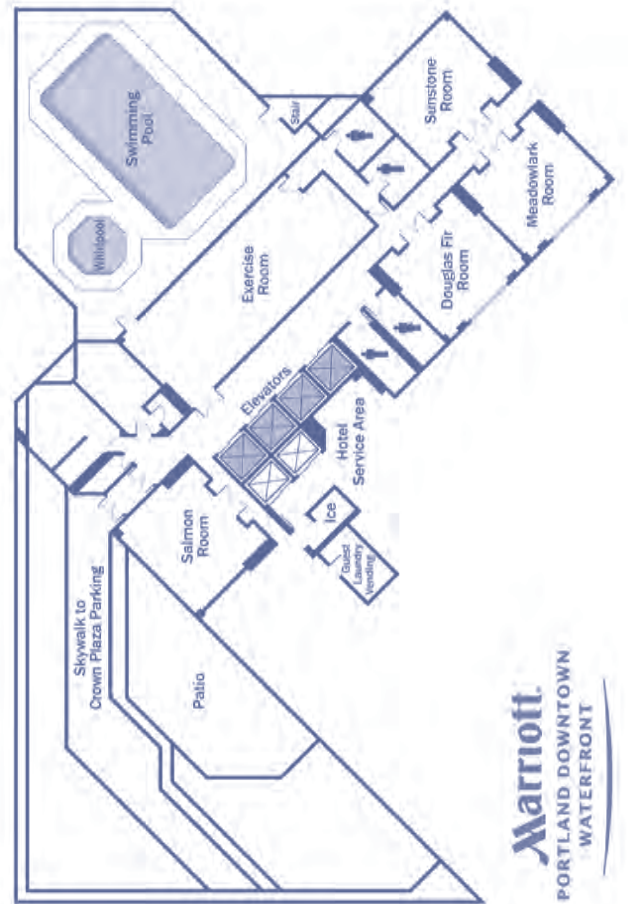 Skywalk to
Crown Plaza Parking
Whirlpool
Swimming
Pool
Patio
Salmon
Room
Exercise
Room
Elevators
Stair
Hotel
Service Area
Ice
Guest
Laundry
Vending
Sunstone
Room
Douglas Fir
Room
Meadowlark
Room
Marriott
PORTLAND DOWNTOWN
WATERFRONT